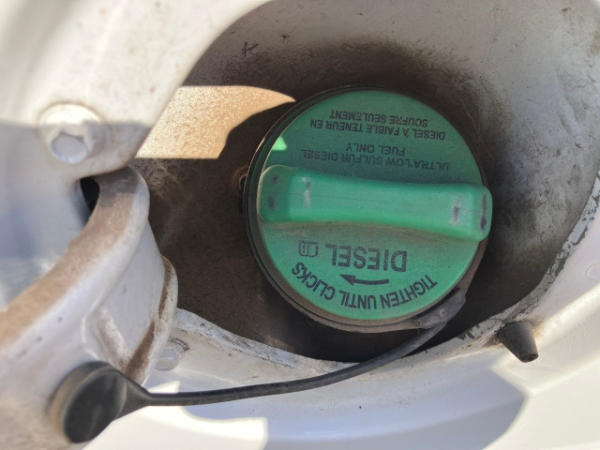 TIGHTEN UNTIL CLICKS
DIESEL
ULTRA LOW SULFUR DIESEL
FUEL ONLY
DIESEL À FAIBLE TENEUR EN
SOUFRE SEULEMENT